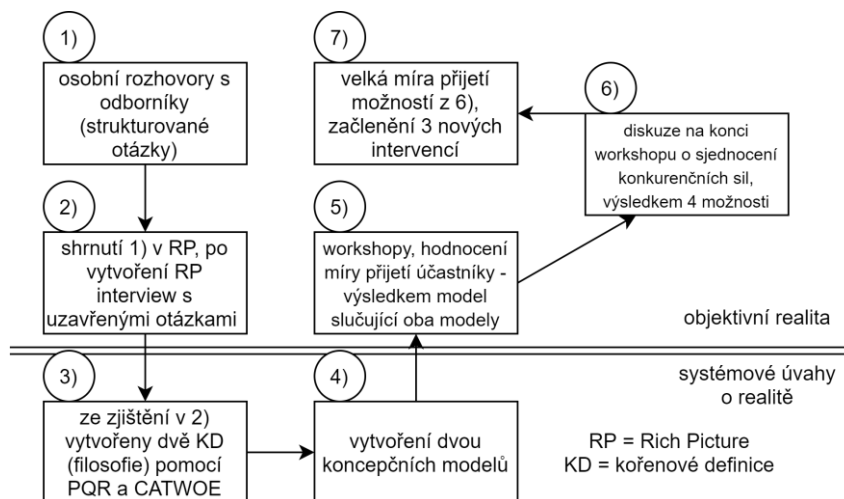 1)
osobní rozhovory s
odborníky
(strukturované
otázky)
2)
shrnutí 1) v RP, po
vytvoření RP
interview s
uzavřenými otázkami
3)
ze zjištění v 2)
vytvořeny dvě KD
(filosofie) pomocí
PQR a CATWOE
4)
vytvoření dvou
koncepčních modelů
5)
workshopy, hodnocení
míry přijetí účastníky -
výsledkem model
slučující oba modely
6)
diskuze na konci
workshopu o sjednocení
konkurenčních sil,
výsledkem 4 možnosti
7)
velká míra přijetí
možností z 6),
začlenění 3 nových
intervencí
objektivní realita
systémové úvahy
o realitě
RP = Rich Picture
KD = kořenové definice